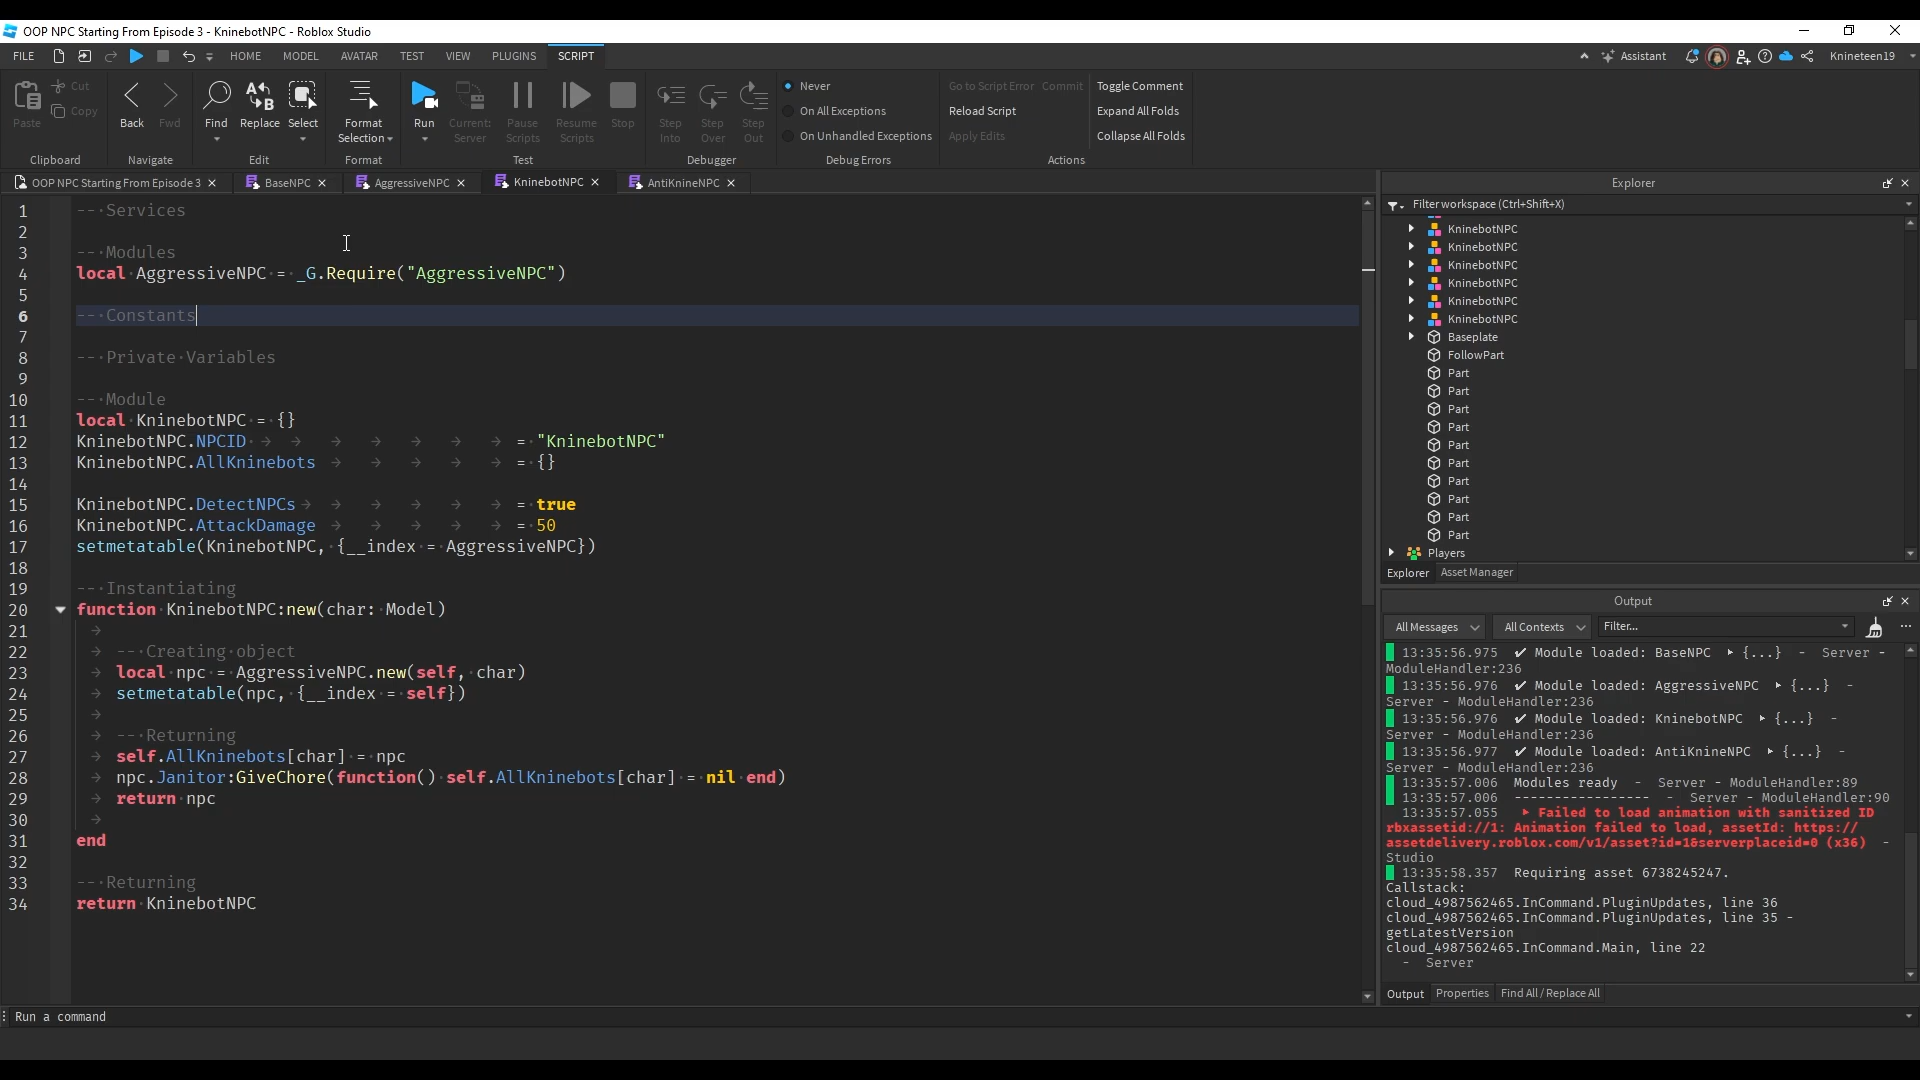 OOP NPC Starting From Episode 3 - KninebotNPC - Roblox Studio
FILE HOME MODEL AVATAR TEST VIEW PLUGINS SCRIPT Assistant Knineteen19
Paste Cut Copy Back Fwd Find Replace Select Format Selection Run Current: Server Pause Scripts Resume Scripts Stop Step Into Step Over Step Out
Never
On All Exceptions
On Unhandled Exceptions
Go to Script Error Commit
Reload Script
Apply Edits
Toggle Comment
Expand All Folds
Collapse All Folds
Clipboard Navigate Edit Format Test Debugger Debug Errors Actions
OOP NPC Starting From Episode 3 BaseNPC AggressiveNPC KninebotNPC AntiKnineNPC
1 -- Services
2
3 -- Modules
4 local AggressiveNPC = _G.Require("AggressiveNPC")
5
6 -- Constants
7
8 -- Private Variables
9
10 -- Module
11 local KninebotNPC = {}
12 KninebotNPC.NPCID = "KninebotNPC"
13 KninebotNPC.AllKninebots = {}
14
15 KninebotNPC.DetectNPCs = true
16 KninebotNPC.AttackDamage = 50
17 setmetatable(KninebotNPC, {__index = AggressiveNPC})
18
19 -- Instantiating
20 function KninebotNPC:new(char: Model)
21
22 -- Creating object
23 local npc = AggressiveNPC.new(self, char)
24 setmetatable(npc, {__index = self})
25
26 -- Returning
27 self.AllKninebots[char] = npc
28 npc.Janitor:GiveChore(function() self.AllKninebots[char] = nil end)
29 return npc
30
31 end
32
33 -- Returning
34 return KninebotNPC
Explorer
Filter workspace (Ctrl+Shift+X)
KninebotNPC
KninebotNPC
KninebotNPC
KninebotNPC
KninebotNPC
KninebotNPC
Baseplate
FollowPart
Part
Part
Part
Part
Part
Part
Part
Part
Part
Part
Players
Explorer Asset Manager
Output
All Messages All Contexts Filter...
13:35:56.975 ✔ Module loaded: BaseNPC ▶ {...} - Server -
ModuleHandler:236
13:35:56.976 ✔ Module loaded: AggressiveNPC ▶ {...} -
Server - ModuleHandler:236
13:35:56.976 ✔ Module loaded: KninebotNPC ▶ {...} -
Server - ModuleHandler:236
13:35:56.977 ✔ Module loaded: AntiKnineNPC ▶ {...} -
Server - ModuleHandler:236
13:35:57.006 Modules ready - Server - ModuleHandler:89
13:35:57.006 ----------------- - Server - ModuleHandler:90
13:35:57.055 ▶ Failed to load animation with sanitized ID
rbxassetid://1: Animation failed to load, assetId: https://
assetdelivery.roblox.com/v1/asset?id=1&serverplaceid=0 (x36) -
Studio
13:35:58.357 Requiring asset 6738245247.
Callstack:
cloud_4987562465.InCommand.PluginUpdates, line 36
cloud_4987562465.InCommand.PluginUpdates, line 35 -
getLatestVersion
cloud_4987562465.InCommand.Main, line 22
- Server
Output Properties Find All / Replace All
Run a command